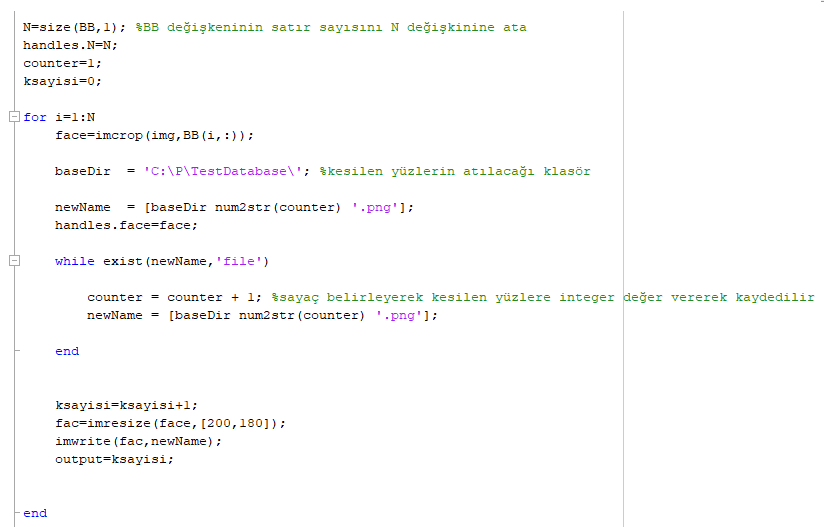 N=size(BB,1); %BB değişkeninin satır sayısını N değişkinine ata
handles.N=N;
counter=1;
ksayisi=0;
for i=1:N
face=imcrop(img,BB(i,:));
baseDir  = 'C:\P\TestDatabase\'; %kesilen yüzlerin atılacağı klasör
newName  = [baseDir num2str(counter) '.png'];
handles.face=face;
while exist(newName,'file')
counter = counter + 1; %sayaç belirleyerek kesilen yüzlere integer değer vererek kaydedilir
newName = [baseDir num2str(counter) '.png'];
end
ksayisi=ksayisi+1;
fac=imresize(face,[200,180]);
imwrite(fac,newName);
output=ksayisi;
end